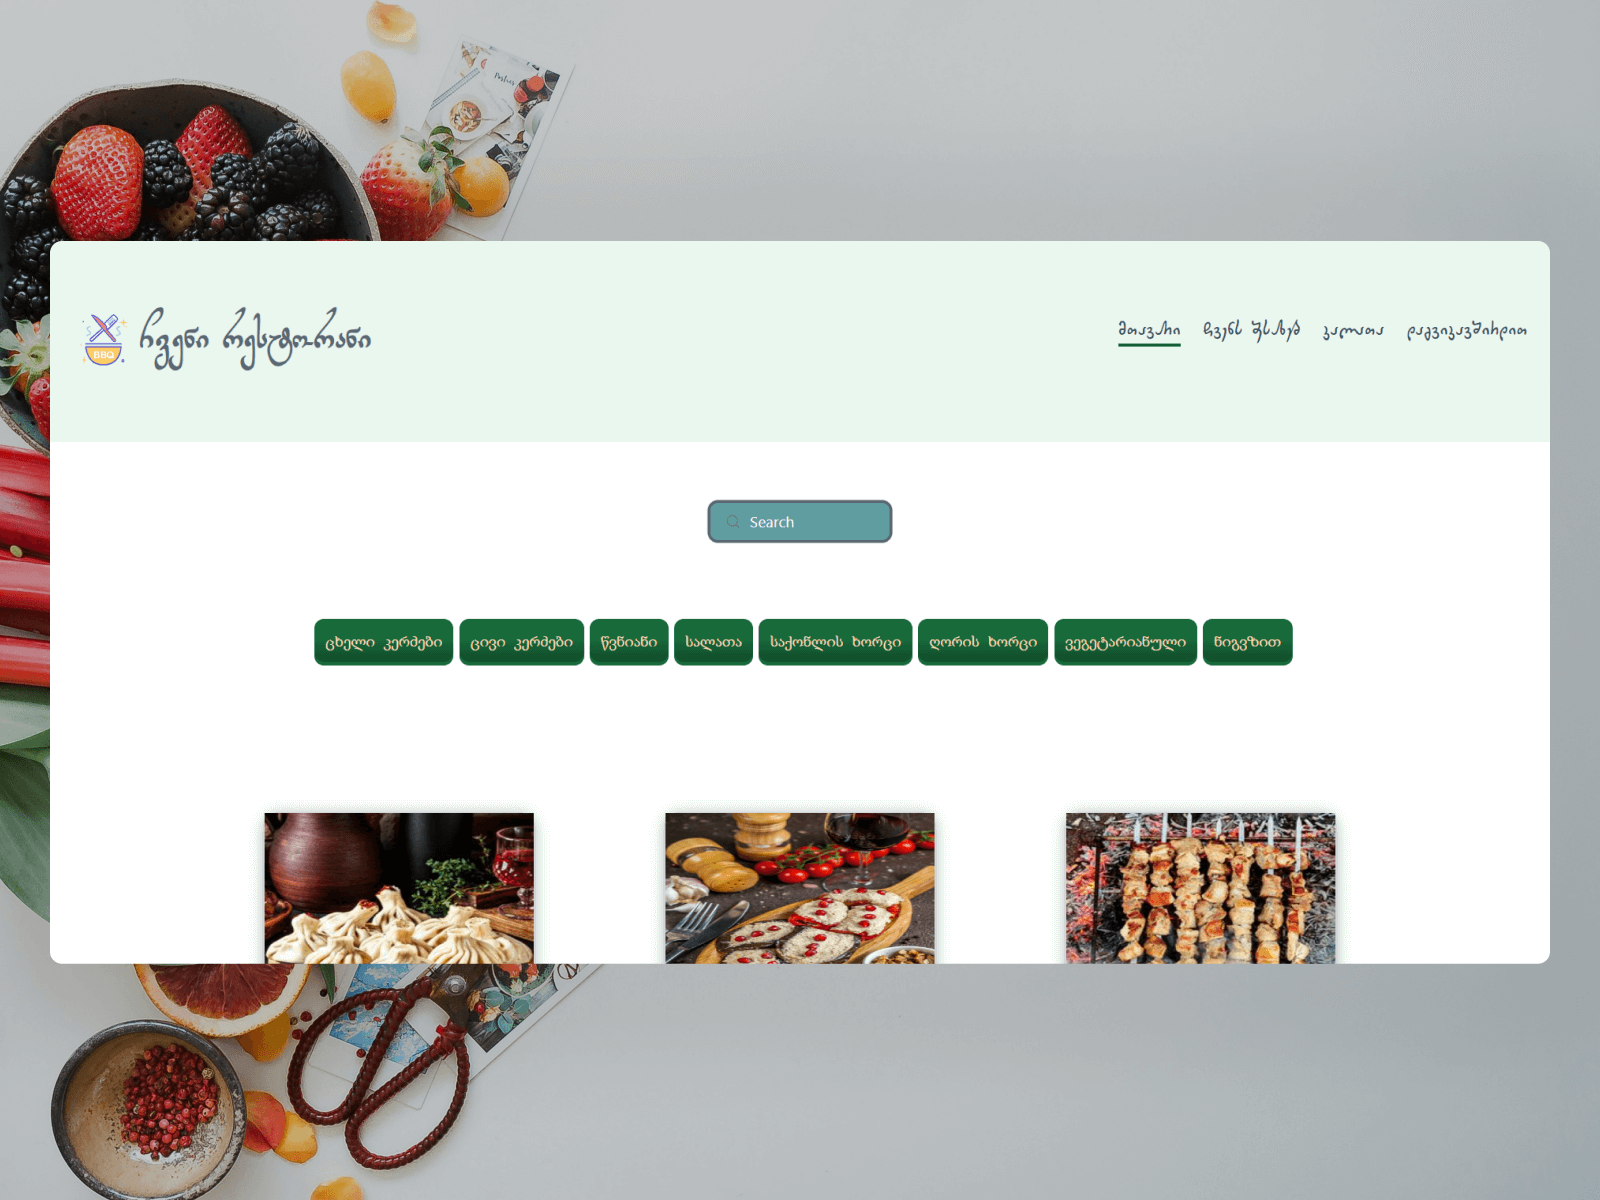 BBQ
ჩვენი რესტორანი
მთავარი ჩვენს შესახებ კალათა დაგვიკავშირდით
Search
ცხელი კერძები ცივი კერძები წვნიანი სალათა საქონლის ხორცი ღორის ხორცი ვეგეტარიანული ნიგვზით